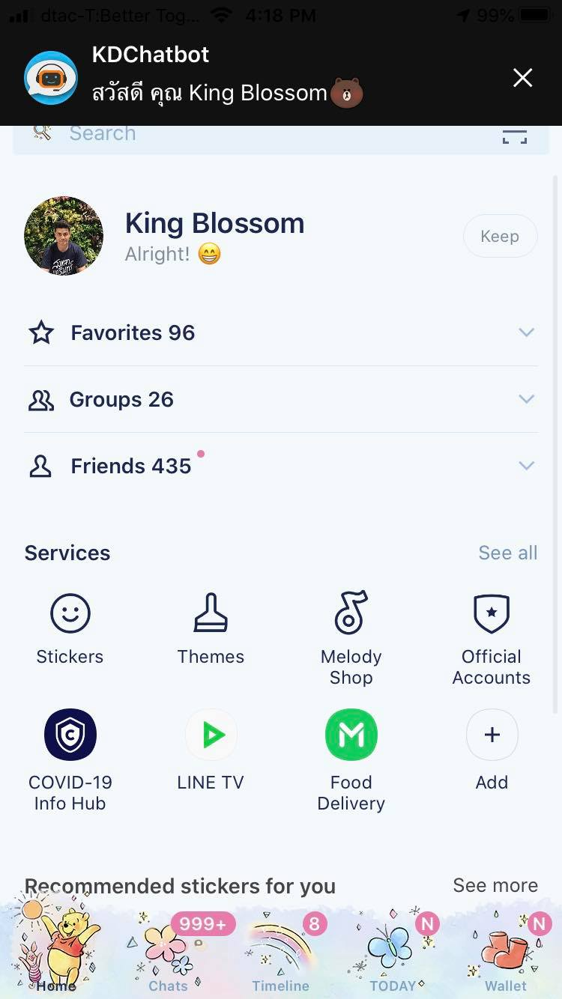 dtac-T:Better Tog... 4:18 PM 99%
KDChatbot
สวัสดี คุณ King Blossom
Search
King Blossom
Alright! 😁
Keep
Favorites 96
Groups 26
Friends 435
Services
See all
Stickers
Themes
Melody
Shop
Official
Accounts
COVID-19
Info Hub
LINE TV
Food
Delivery
Add
Recommended stickers for you
See more
999+
8
N
N
Home
Chats
Timeline
TODAY
Wallet